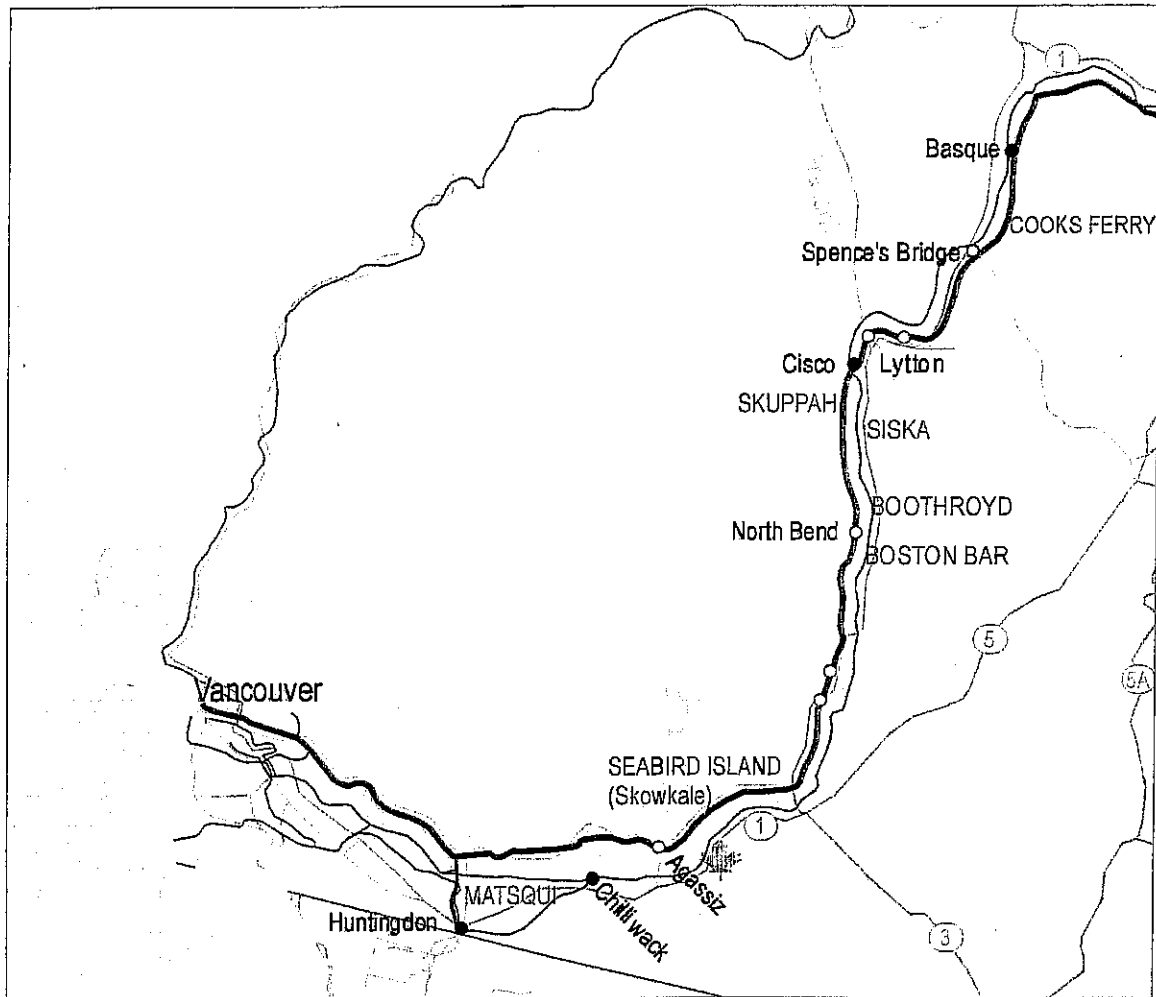 1
Basque
COOKS FERRY
Spence's Bridge
Cisco
Lytton
SKUPPAH
SISKA
BOOTHROYD
North Bend
BOSTON BAR
5
5A
Vancouver
SEABIRD ISLAND
(Skowkale)
1
Agassiz
MATSQUI
Chilliwack
Huntingdon
3